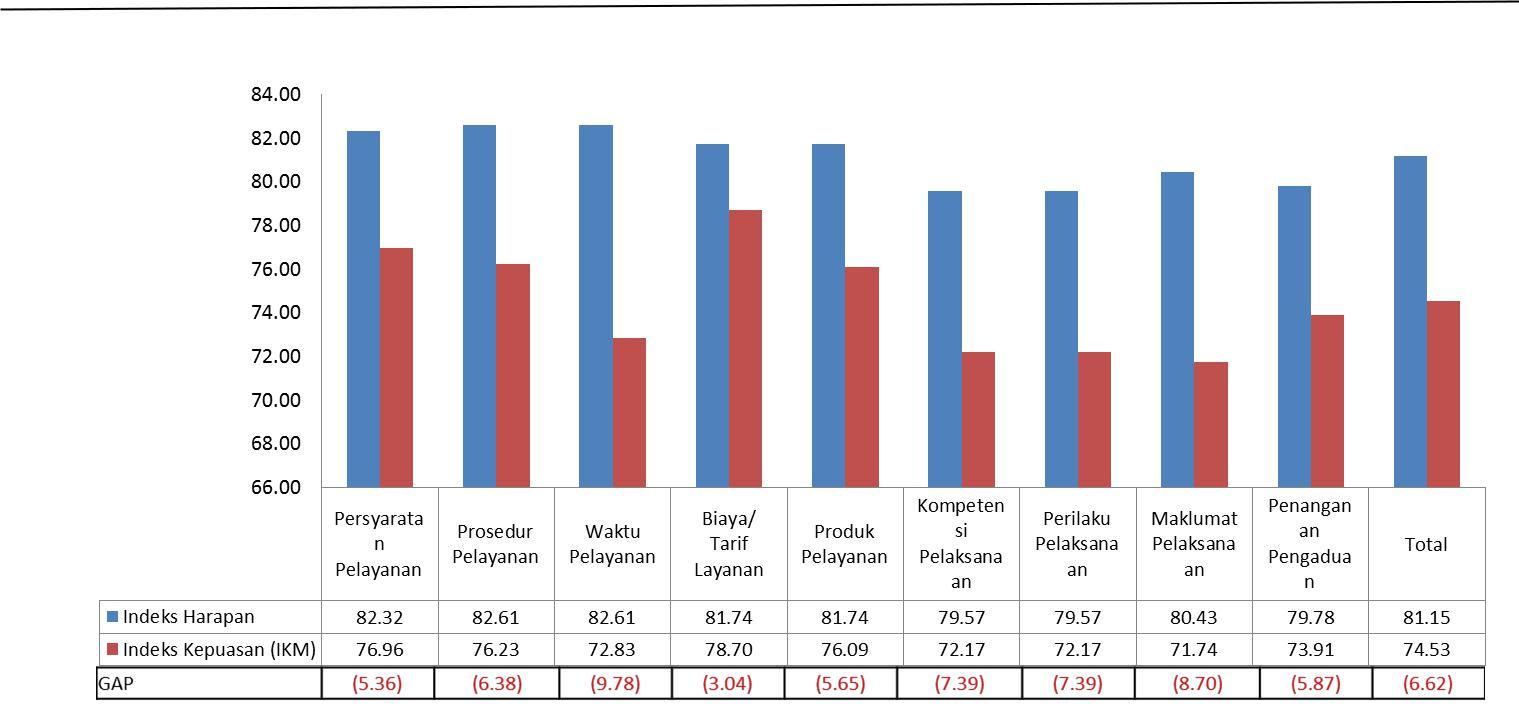 84.00
82.00
80.00
78.00
76.00
74.00
72.00
70.00
68.00
66.00
Persyarata
n
Pelayanan
Prosedur
Pelayanan
Waktu
Pelayanan
Biaya/
Tarif
Layanan
Produk
Pelayanan
Kompeten
si
Pelaksana
an
Perilaku
Pelaksana
an
Maklumat
Pelaksana
an
Penangan
an
Pengadua
n
Total
Indeks Harapan 82.32 82.61 82.61 81.74 81.74 79.57 79.57 80.43 79.78 81.15
Indeks Kepuasan (IKM) 76.96 76.23 72.83 78.70 76.09 72.17 72.17 71.74 73.91 74.53
GAP (5.36) (6.38) (9.78) (3.04) (5.65) (7.39) (7.39) (8.70) (5.87) (6.62)